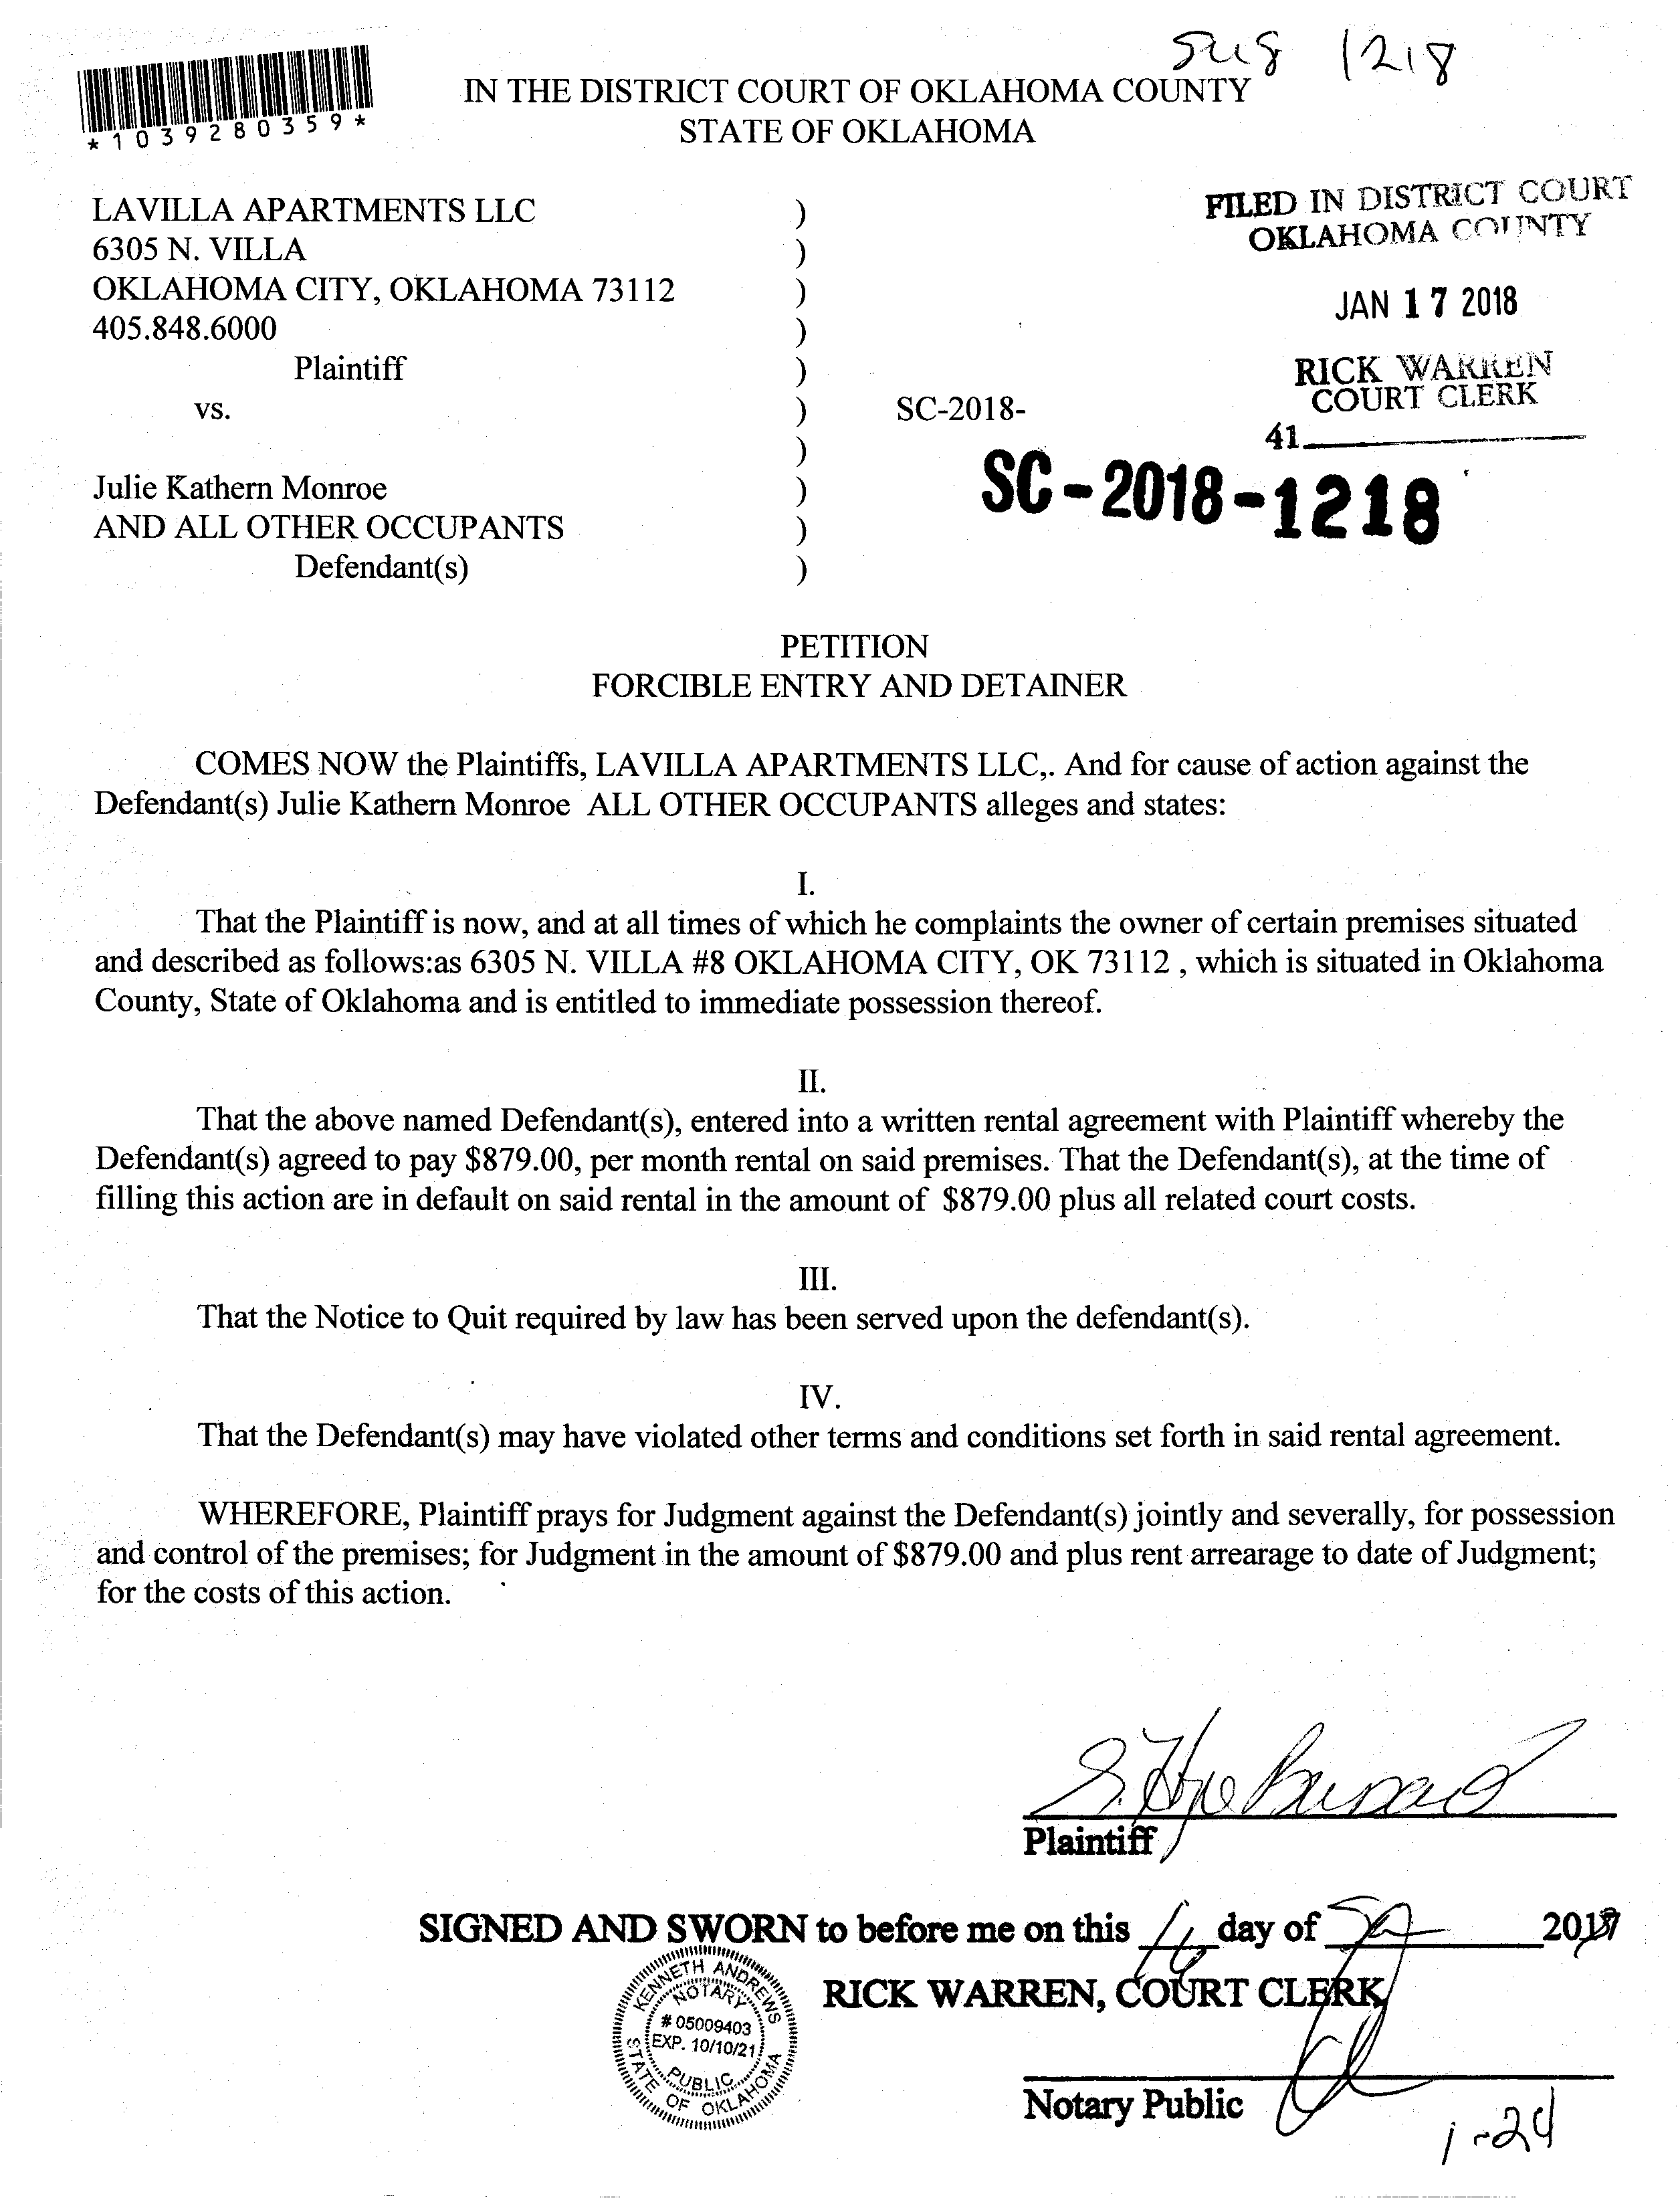 1218
IN THE DISTRICT COURT OF OKLAHOMA COUNTY
*1039280359*
STATE OF OKLAHOMA
FILED IN DISTRICT COURT
OKLAHOMA COUNTY
JAN 17 2018
RICK WARREN
COURT CLERK
41
LAVILLA APARTMENTS LLC )
6305 N. VILLA )
OKLAHOMA CITY, OKLAHOMA 73112 )
405.848.6000 )
Plaintiff )
vs. ) SC-2018-
)
SC-2018-1218
Julie Kathern Monroe )
AND ALL OTHER OCCUPANTS )
Defendant(s) )
PETITION
FORCIBLE ENTRY AND DETAINER
COMES NOW the Plaintiffs, LAVILLA APARTMENTS LLC,. And for cause of action against the
Defendant(s) Julie Kathern Monroe ALL OTHER OCCUPANTS alleges and states:
I.
That the Plaintiff is now, and at all times of which he complaints the owner of certain premises situated
and described as follows:as 6305 N. VILLA #8 OKLAHOMA CITY, OK 73112 , which is situated in Oklahoma
County, State of Oklahoma and is entitled to immediate possession thereof.
II.
That the above named Defendant(s), entered into a written rental agreement with Plaintiff whereby the
Defendant(s) agreed to pay $879.00, per month rental on said premises. That the Defendant(s), at the time of
filling this action are in default on said rental in the amount of $879.00 plus all related court costs.
III.
That the Notice to Quit required by law has been served upon the defendant(s).
IV.
That the Defendant(s) may have violated other terms and conditions set forth in said rental agreement.
WHEREFORE, Plaintiff prays for Judgment against the Defendant(s) jointly and severally, for possession
and control of the premises; for Judgment in the amount of $879.00 and plus rent arrearage to date of Judgment;
for the costs of this action.
Plaintiff
SIGNED AND SWORN to before me on this day of
RICK WARREN, COURT CLERK
KENNETH ANDREWS
NOTARY
# 05009403
EXP. 10/10/21
PUBLIC
STATE OF OKLAHOMA
Notary Public
1-24